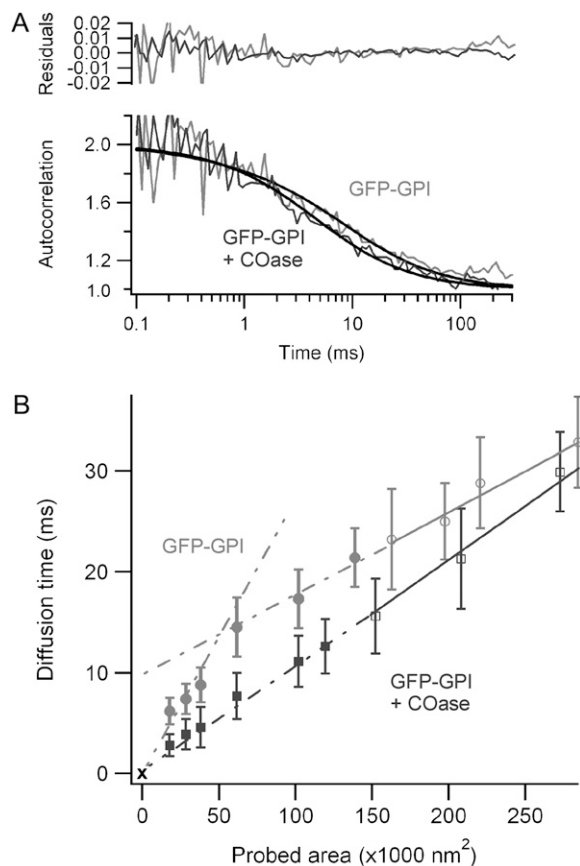 A
0.02
0.01
0.00
-0.01
-0.02
Residuals
2.0
1.6
1.2
1.0
Autocorrelation
GFP-GPI
GFP-GPI
+ COase
0.1
1
10
100
Time (ms)
B
30
20
10
0
Diffusion time (ms)
GFP-GPI
GFP-GPI
+ COase
x
0
50
100
150
200
250
Probed area (x1000 nm²)